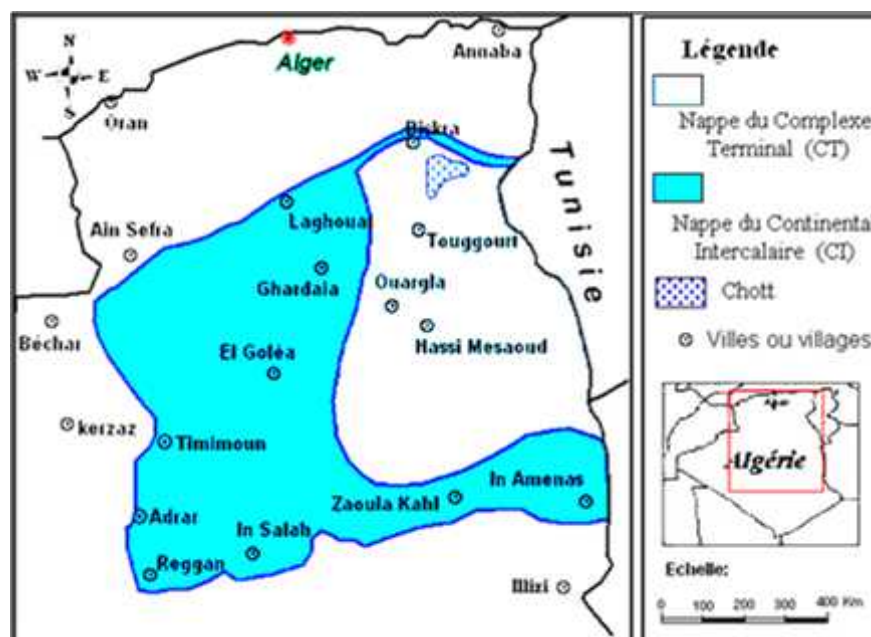 N
W E
S
Alger
Annaba
Oran
Biskra
Tunisie
Laghouat
Ain Sefra
Touggourt
Ghardaia
Ouargla
Béchar
Hassi Mesaoud
El Goléa
kerzaz
Timimoun
In Amenas
Zaouia Kahl
Adrar
In Salah
Reggan
Illizi
Légende
Nappe du Complexe
Terminal (CT)
Nappe du Continental
Intercalaire (CI)
Chott
Villes ou villages
Alger
Algérie
Echelle:
0 100 200 300 400 Km